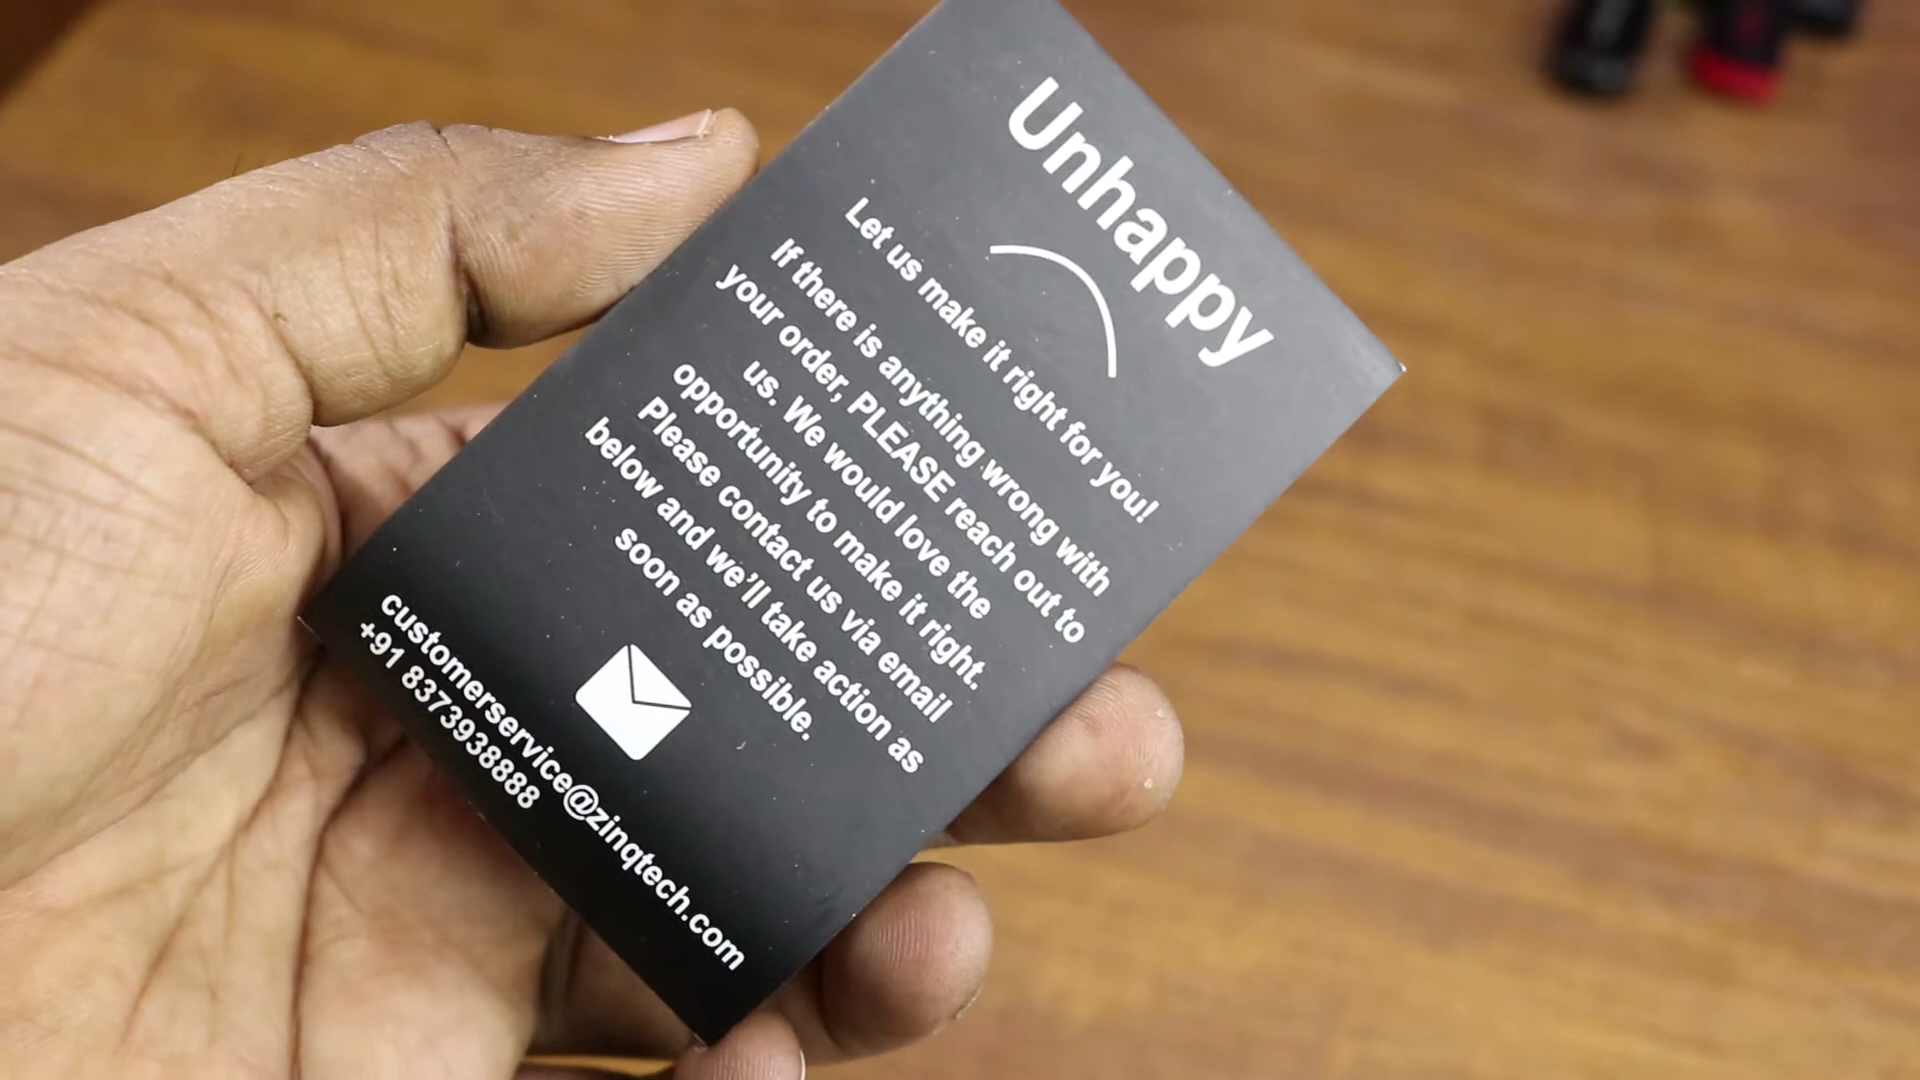 Unhappy
Let us make it right for you!
If there is anything wrong with
your order, PLEASE reach out to
us. We would love the
opportunity to make it right.
Please contact us via email
below and we'll take action as
soon as possible.
customerservice@zinqtech.com
+91 8373938888